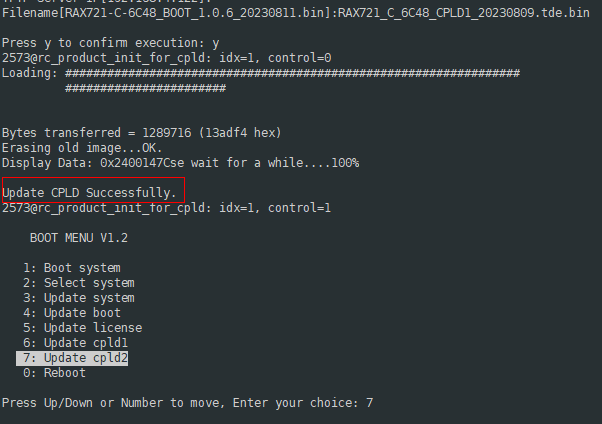 Filename[RAX721-C-6C48_BOOT_1.0.6_20230811.bin]:RAX721_C_6C48_CPLD1_20230809.tde.bin
Press y to confirm execution: y
2573@rc_product_init_for_cpld: idx=1, control=0
Loading: #################################################################
#######################
Bytes transferred = 1289716 (13adf4 hex)
Erasing old image...OK.
Display Data: 0x2400147Cse wait for a while....100%
Update CPLD Successfully.
2573@rc_product_init_for_cpld: idx=1, control=1
BOOT MENU V1.2
1: Boot system
2: Select system
3: Update system
4: Update boot
5: Update license
6: Update cpld1
7: Update cpld2
0: Reboot
Press Up/Down or Number to move, Enter your choice: 7